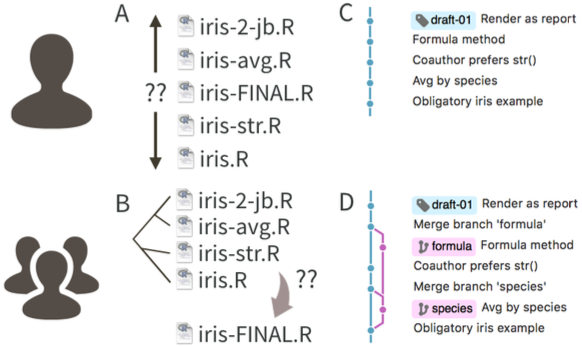 A
iris-2-jb.R
iris-avg.R
?? iris-FINAL.R
iris-str.R
iris.R
B
iris-2-jb.R
iris-avg.R
iris-str.R
iris.R ??
iris-FINAL.R
C
draft-01 Render as report
Formula method
Coauthor prefers str()
Avg by species
Obligatory iris example
D
draft-01 Render as report
Merge branch 'formula'
formula Formula method
Coauthor prefers str()
Merge branch 'species'
species Avg by species
Obligatory iris example